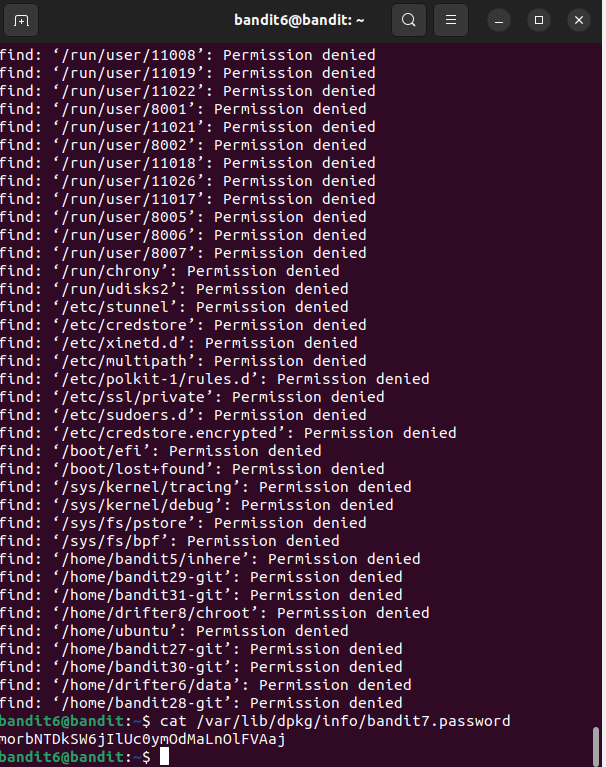 bandit6@bandit: ~
find: ‘/run/user/11008’: Permission denied
find: ‘/run/user/11019’: Permission denied
find: ‘/run/user/11022’: Permission denied
find: ‘/run/user/8001’: Permission denied
find: ‘/run/user/11021’: Permission denied
find: ‘/run/user/8002’: Permission denied
find: ‘/run/user/11018’: Permission denied
find: ‘/run/user/11026’: Permission denied
find: ‘/run/user/11017’: Permission denied
find: ‘/run/user/8005’: Permission denied
find: ‘/run/user/8006’: Permission denied
find: ‘/run/user/8007’: Permission denied
find: ‘/run/chrony’: Permission denied
find: ‘/run/udisks2’: Permission denied
find: ‘/etc/stunnel’: Permission denied
find: ‘/etc/credstore’: Permission denied
find: ‘/etc/xinetd.d’: Permission denied
find: ‘/etc/multipath’: Permission denied
find: ‘/etc/polkit-1/rules.d’: Permission denied
find: ‘/etc/ssl/private’: Permission denied
find: ‘/etc/sudoers.d’: Permission denied
find: ‘/etc/credstore.encrypted’: Permission denied
find: ‘/boot/efi’: Permission denied
find: ‘/boot/lost+found’: Permission denied
find: ‘/sys/kernel/tracing’: Permission denied
find: ‘/sys/kernel/debug’: Permission denied
find: ‘/sys/fs/pstore’: Permission denied
find: ‘/sys/fs/bpf’: Permission denied
find: ‘/home/bandit5/inhere’: Permission denied
find: ‘/home/bandit29-git’: Permission denied
find: ‘/home/bandit31-git’: Permission denied
find: ‘/home/drifter8/chroot’: Permission denied
find: ‘/home/ubuntu’: Permission denied
find: ‘/home/bandit27-git’: Permission denied
find: ‘/home/bandit30-git’: Permission denied
find: ‘/home/drifter6/data’: Permission denied
find: ‘/home/bandit28-git’: Permission denied
bandit6@bandit:~$ cat /var/lib/dpkg/info/bandit7.password
morbNTDkSW6jIlUc0ymOdMaLnOlFVAaj
bandit6@bandit:~$